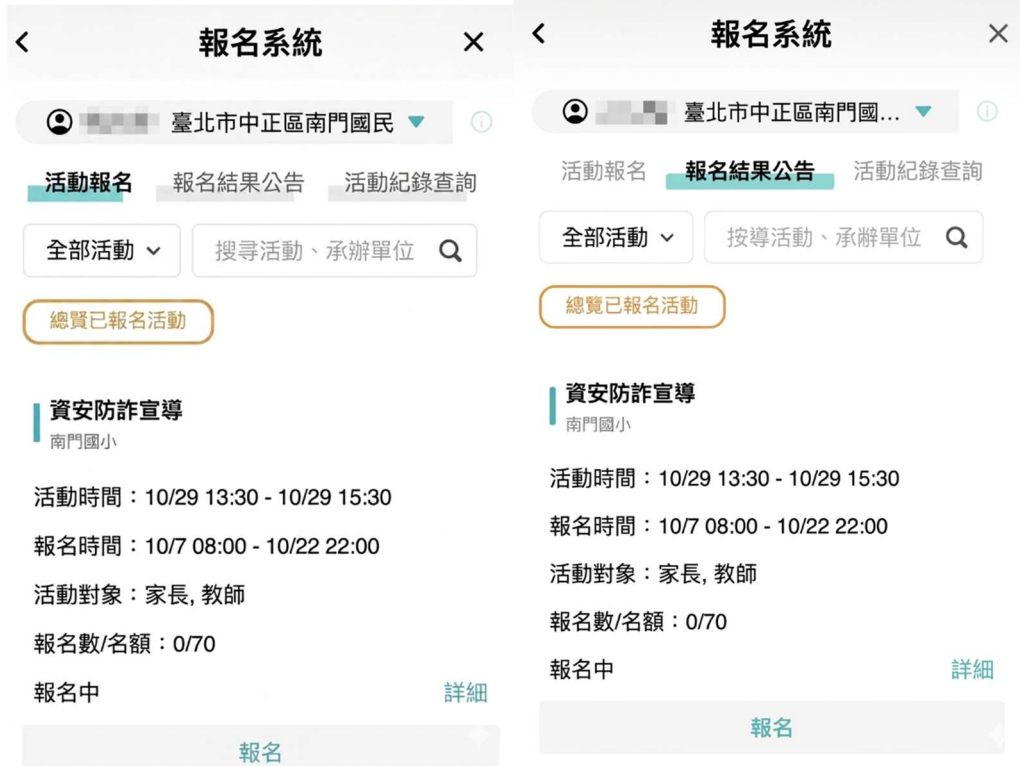 報名系統
臺北市中正區南門國民
活動報名 報名結果公告 活動紀錄查詢
全部活動 搜尋活動、承辦單位
總賢已報名活動
資安防詐宣導
南門國小
活動時間：10/29 13:30 - 10/29 15:30
報名時間：10/7 08:00 - 10/22 22:00
活動對象：家長, 教師
報名數/名額：0/70
報名中 詳細
報名
報名系統
臺北市中正區南門國...
活動報名 報名結果公告 活動紀錄查詢
全部活動 按導活動、承辦單位
總覽已報名活動
資安防詐宣導
南門國小
活動時間：10/29 13:30 - 10/29 15:30
報名時間：10/7 08:00 - 10/22 22:00
活動對象：家長, 教師
報名數/名額：0/70
報名中 詳細
報名